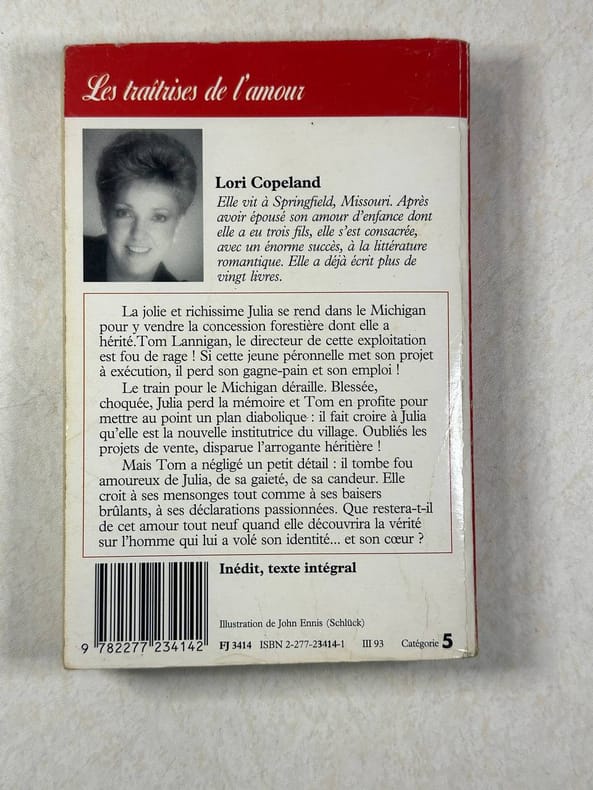 Les traîtrises de l'amour
Lori Copeland
Elle vit à Springfield, Missouri. Après
avoir épousé son amour d'enfance dont
elle a eu trois fils, elle s'est consacrée,
avec un énorme succès, à la littérature
romantique. Elle a déjà écrit plus de
vingt livres.
La jolie et richissime Julia se rend dans le Michigan
pour y vendre la concession forestière dont elle a
hérité.Tom Lannigan, le directeur de cette exploitation
est fou de rage ! Si cette jeune péronnelle met son projet
à exécution, il perd son gagne-pain et son emploi !
Le train pour le Michigan déraille. Blessée,
choquée, Julia perd la mémoire et Tom en profite pour
mettre au point un plan diabolique : il fait croire à Julia
qu'elle est la nouvelle institutrice du village. Oubliés les
projets de vente, disparue l'arrogante héritière !
Mais Tom a négligé un petit détail : il tombe fou
amoureux de Julia, de sa gaieté, de sa candeur. Elle
croit à ses mensonges tout comme à ses baisers
brûlants, à ses déclarations passionnées. Que restera-t-il
de cet amour tout neuf quand elle découvrira la vérité
sur l'homme qui lui a volé son identité... et son cœur ?
Inédit, texte intégral
Illustration de John Ennis (Schlück)
9 782277 234142
FJ 3414 ISBN 2-277-23414-1 III 93 Catégorie 5